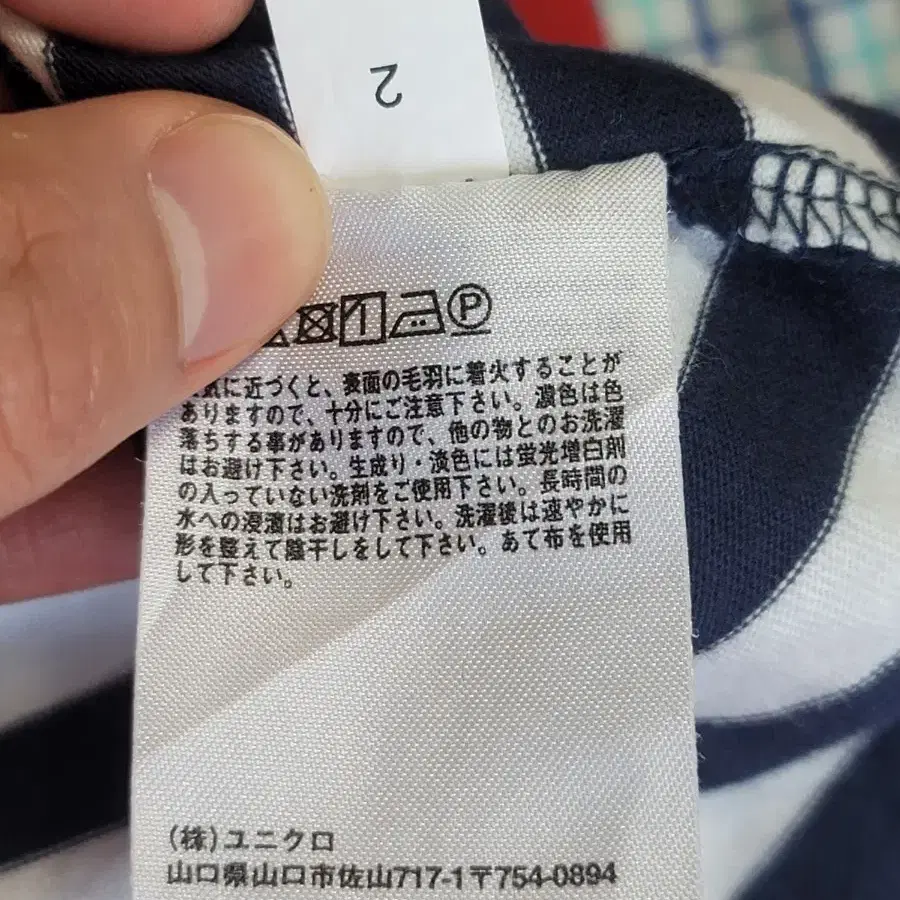 2
P
気に近づくと、表面の毛羽に着火することが
ありますので、十分にご注意下さい。濃色は色
落ちする事がありますので、他の物とのお洗濯
はお避け下さい。生成り・淡色には蛍光増白剤
の入っていない洗剤をご使用下さい。長時間の
水への浸漬はお避け下さい。洗濯後は速やかに
形を整えて陰干しをして下さい。あて布を使用
して下さい。
(株)ユニクロ
山口県山口市佐山717-1〒754-0894